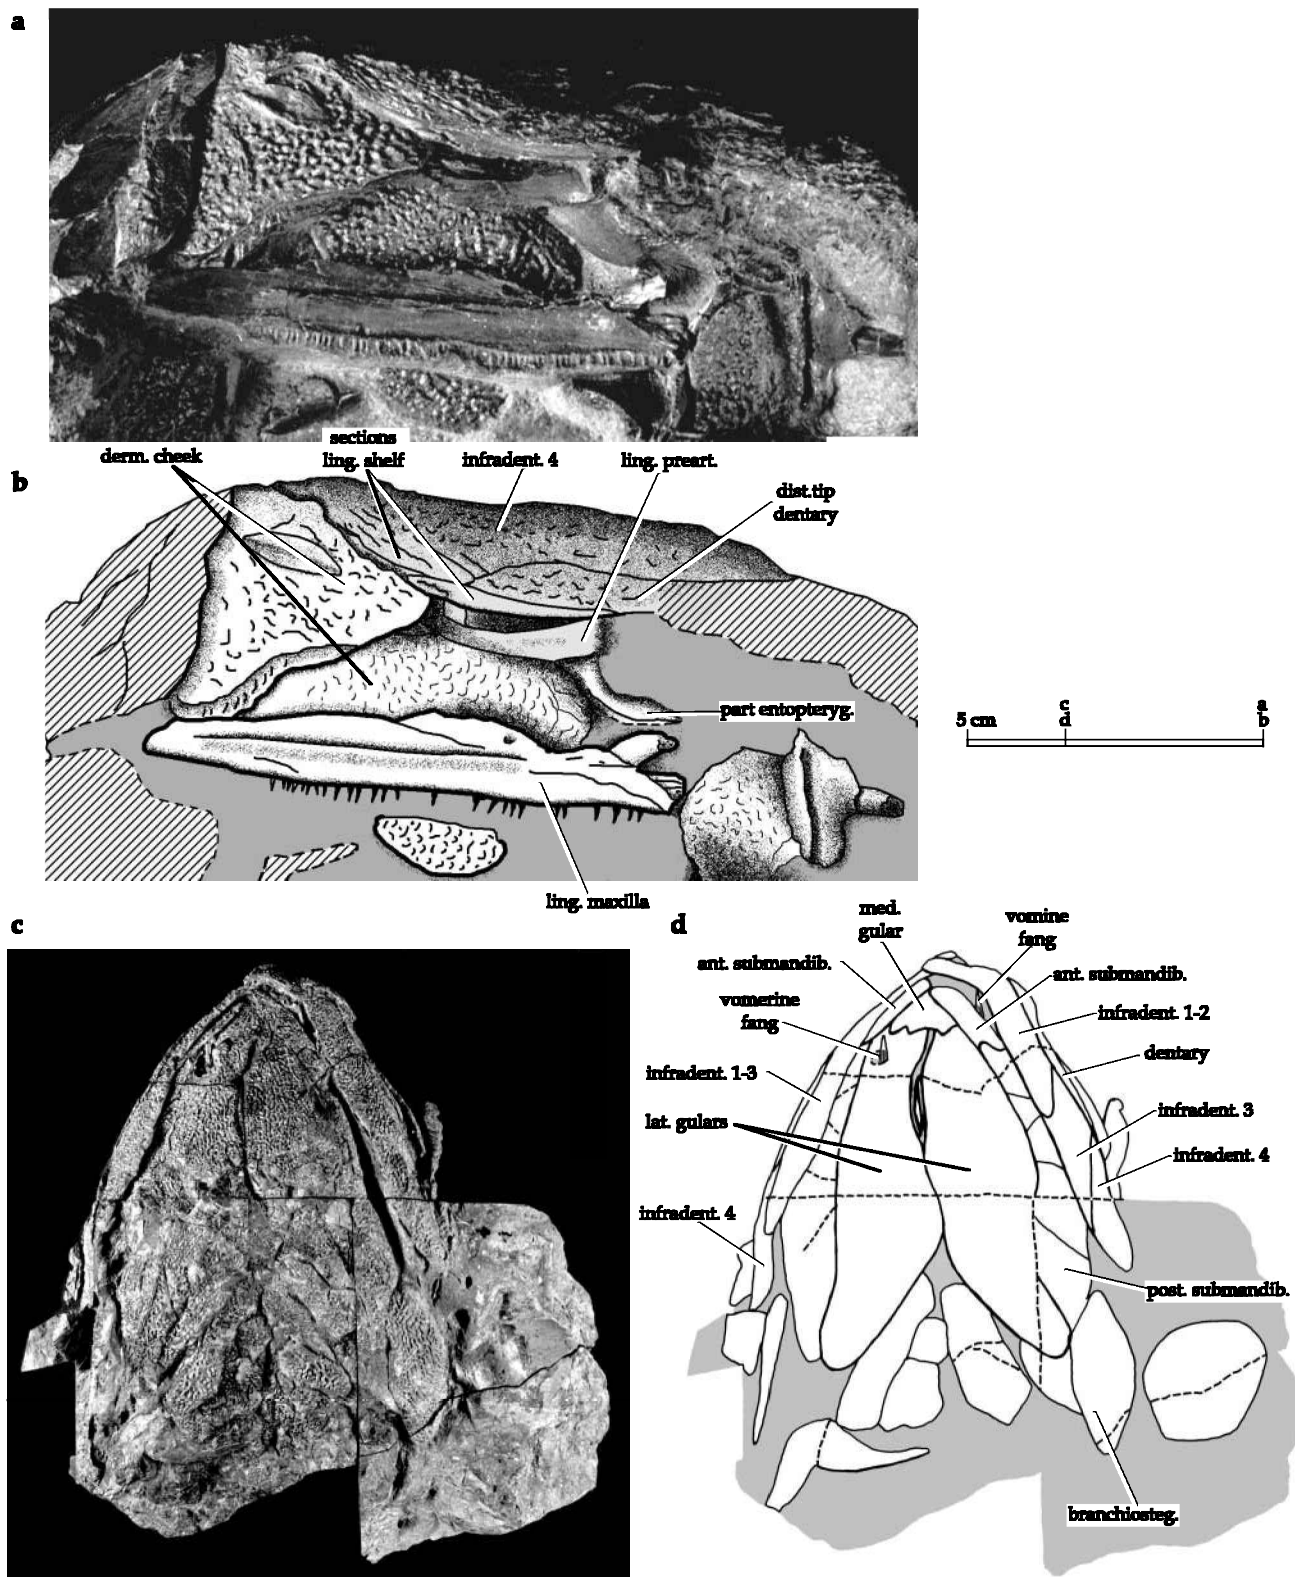 a
sections
derm. cheek
ling. shelf
infradent. 4
ling. preart.
b
dist.tip
dentary
part entopteryg.
c
a
5 cm
d
b
ling. maxilla
c
d
med.
gular
vomine
fang
ant. submandib.
ant. submandib.
vomerine
fang
infradent. 1-2
dentary
infradent. 1-3
infradent. 3
lat. gulars
infradent. 4
infradent. 4
post. submandib.
branchiosteg.